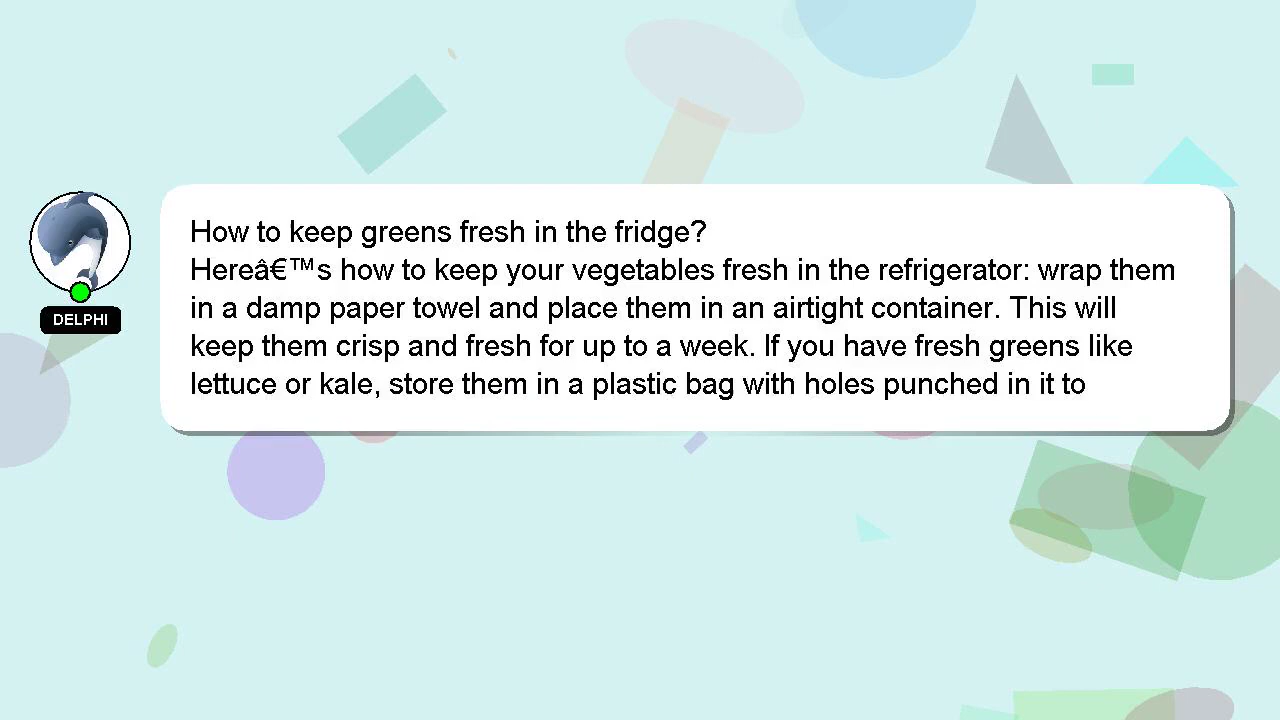 How to keep greens fresh in the fridge?
Hereâ€™s how to keep your vegetables fresh in the refrigerator: wrap them
in a damp paper towel and place them in an airtight container. This will
keep them crisp and fresh for up to a week. If you have fresh greens like
lettuce or kale, store them in a plastic bag with holes punched in it to
DELPHI